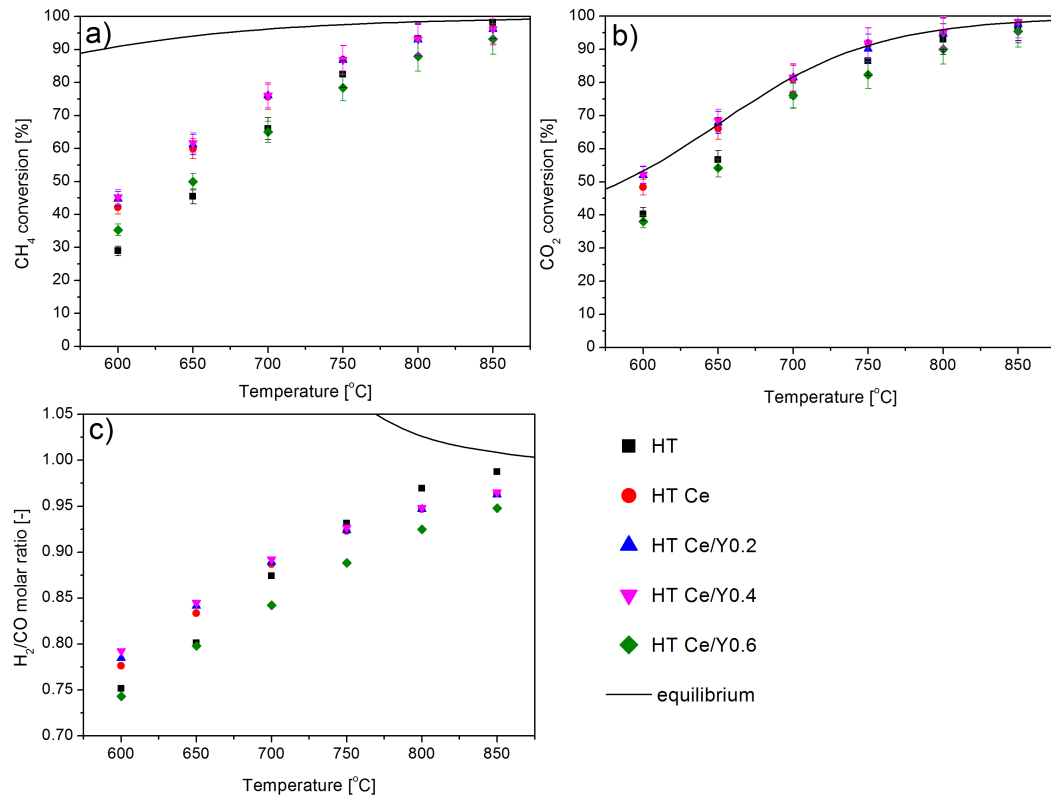 a)
100
90
80
70
60
50
40
30
20
10
0
CH4 conversion [%]
600 650 700 750 800 850
Temperature [oC]
b)
100
90
80
70
60
50
40
30
20
10
0
CO2 conversion [%]
600 650 700 750 800 850
Temperature [oC]
c)
1.05
1.00
0.95
0.90
0.85
0.80
0.75
0.70
H2/CO molar ratio [-]
600 650 700 750 800 850
Temperature [oC]
HT
HT Ce
HT Ce/Y0.2
HT Ce/Y0.4
HT Ce/Y0.6
equilibrium